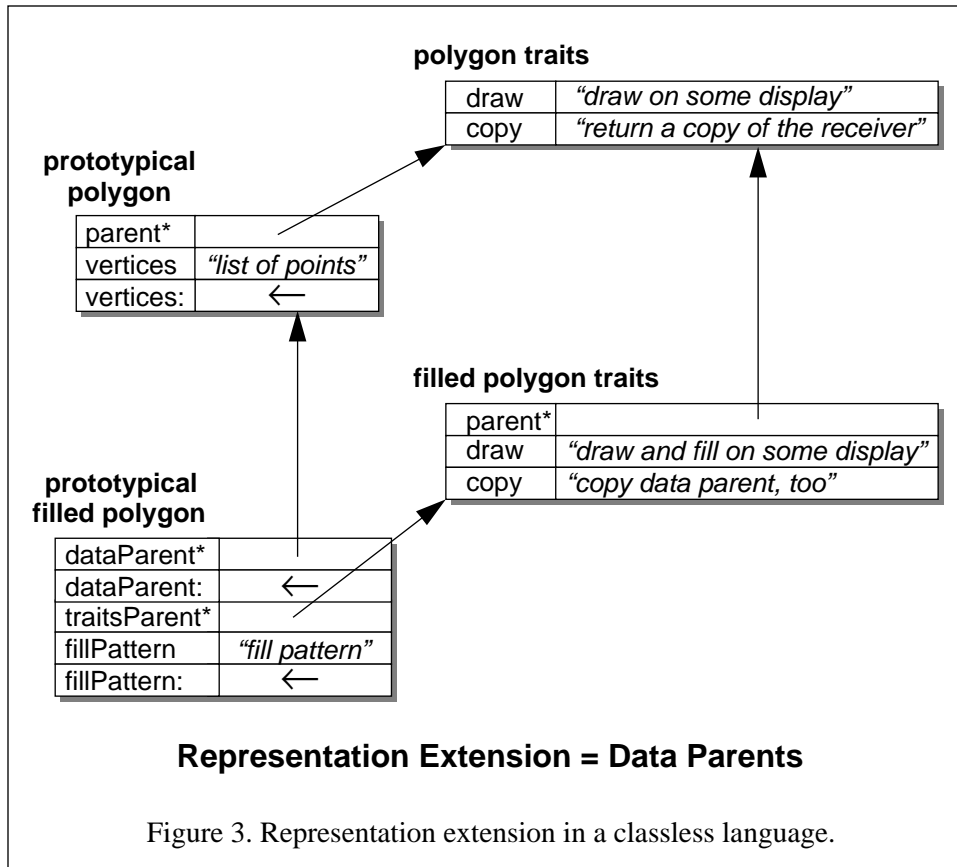 polygon traits
draw “draw on some display”
copy “return a copy of the receiver”
prototypical
polygon
parent*
vertices “list of points”
vertices: ←
filled polygon traits
parent*
draw “draw and fill on some display”
copy “copy data parent, too”
prototypical
filled polygon
dataParent*
dataParent: ←
traitsParent*
fillPattern “fill pattern”
fillPattern: ←
Representation Extension = Data Parents
Figure 3. Representation extension in a classless language.